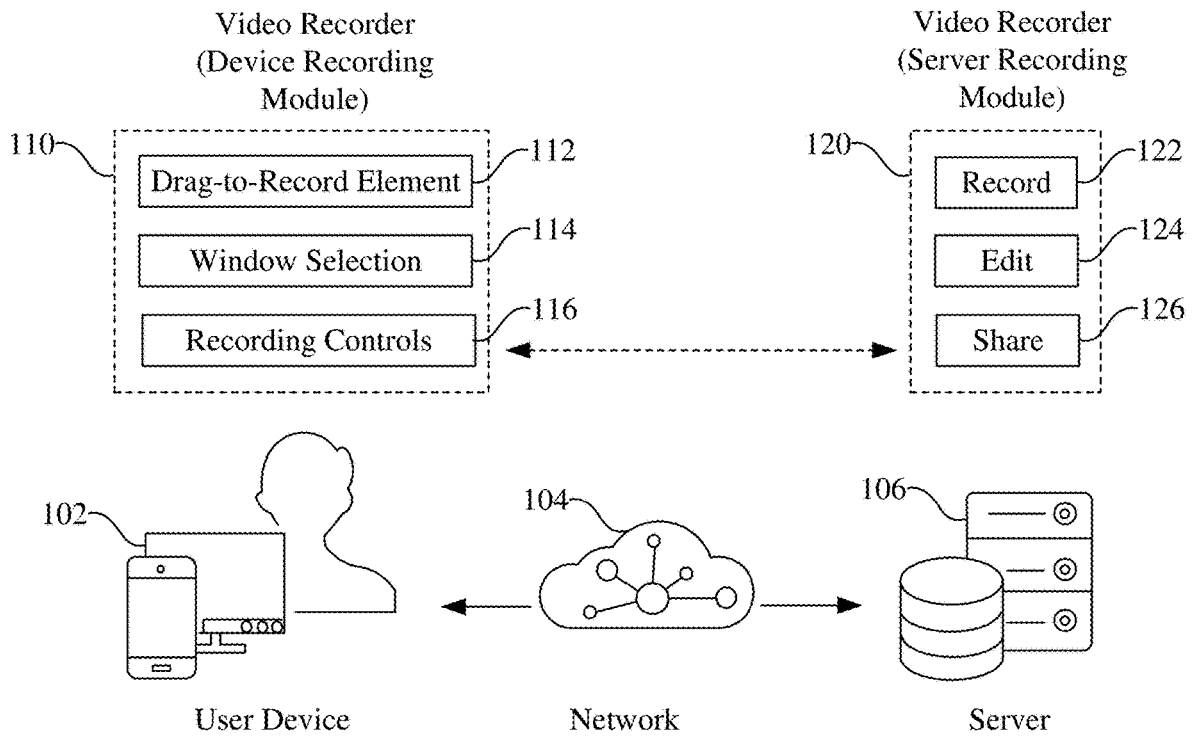 Video Recorder
(Device Recording
Module)
Video Recorder
(Server Recording
Module)
110
112
Drag-to-Record Element
114
Window Selection
116
Recording Controls
120
122
Record
124
Edit
126
Share
102
104
106
User Device
Network
Server